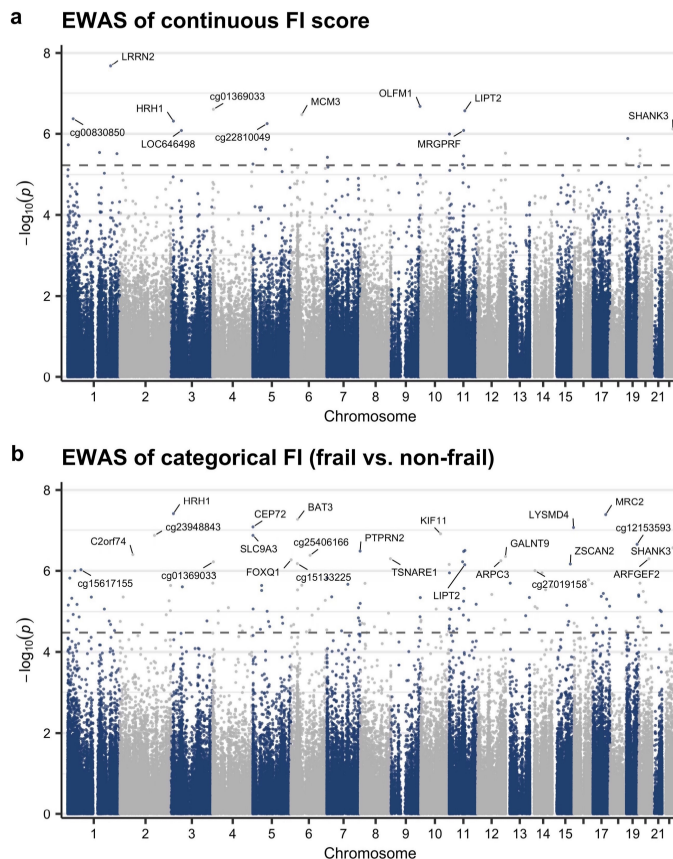 a EWAS of continuous FI score
8
LRRN2
OLFM1
cg01369033
LIPT2
HRH1
MCM3
SHANK3
cg00830850
cg22810049
6
LOC646498
MRGPRF
4
2
0
−log10(p)
1 2 3 4 5 6 7 8 9 10 11 12 13 14 15 17 19 21
Chromosome
b EWAS of categorical FI (frail vs. non-frail)
8
HRH1
BAT3
MRC2
CEP72
LYSMD4
KIF11
cg23948843
cg12153593
C2orf74
cg25406166
PTPRN2
GALNT9
SLC9A3
ZSCAN2
SHANK3
6
cg01369033
FOXQ1
cg15133225
TSNARE1
ARPC3
ARFGEF2
cg15617155
cg27019158
LIPT2
4
2
0
−log10(p)
1 2 3 4 5 6 7 8 9 10 11 12 13 14 15 17 19 21
Chromosome